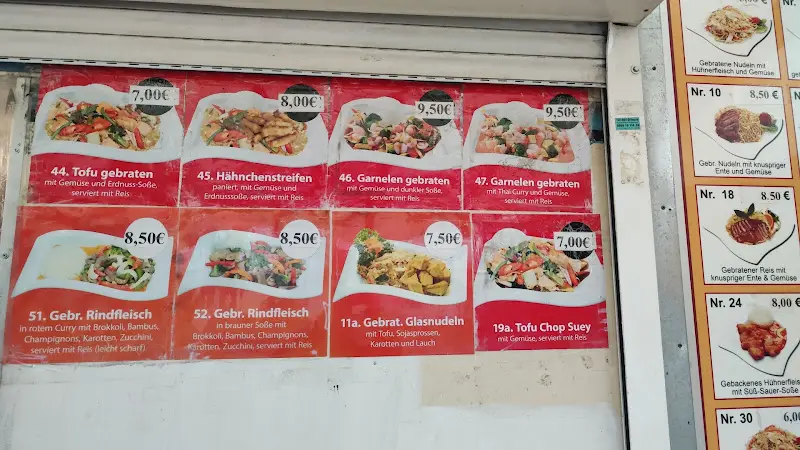 7,00€
44. Tofu gebraten
mit Gemüse und Erdnuss-Soße,
serviert mit Reis
8,00€
45. Hähnchenstreifen
paniert, mit Gemüse und
Erdnusssoße, serviert mit Reis
9,50€
46. Garnelen gebraten
mit Gemüse und dunkler Soße,
serviert mit Reis
9,50€
47. Garnelen gebraten
mit Thai Curry und Gemüse,
serviert mit Reis
8,50€
51. Gebr. Rindfleisch
in rotem Curry mit Brokkoli, Bambus,
Champignons, Karotten, Zucchini,
serviert mit Reis (leicht scharf)
8,50€
52. Gebr. Rindfleisch
in brauner Soße mit
Brokkoli, Bambus, Champignons,
Karotten, Zucchini, serviert mit Reis
7,50€
11a. Gebrat. Glasnudeln
mit Tofu, Sojasprossen,
Karotten und Lauch
7,00€
19a. Tofu Chop Suey
mit Gemüse, serviert mit Reis
Gebratene Nudeln mit
Hühnerfleisch und Gemüse
Nr. 10 8,50 €
Gebr. Nudeln mit knuspriger
Ente und Gemüse
Nr. 18 8.50 €
Gebratener Reis mit
knuspriger Ente & Gemüse
Nr. 24 8,00 €
Gebackenes Hühnerfleis
mit Süß-Sauer-Soße
Nr. 30 6,0